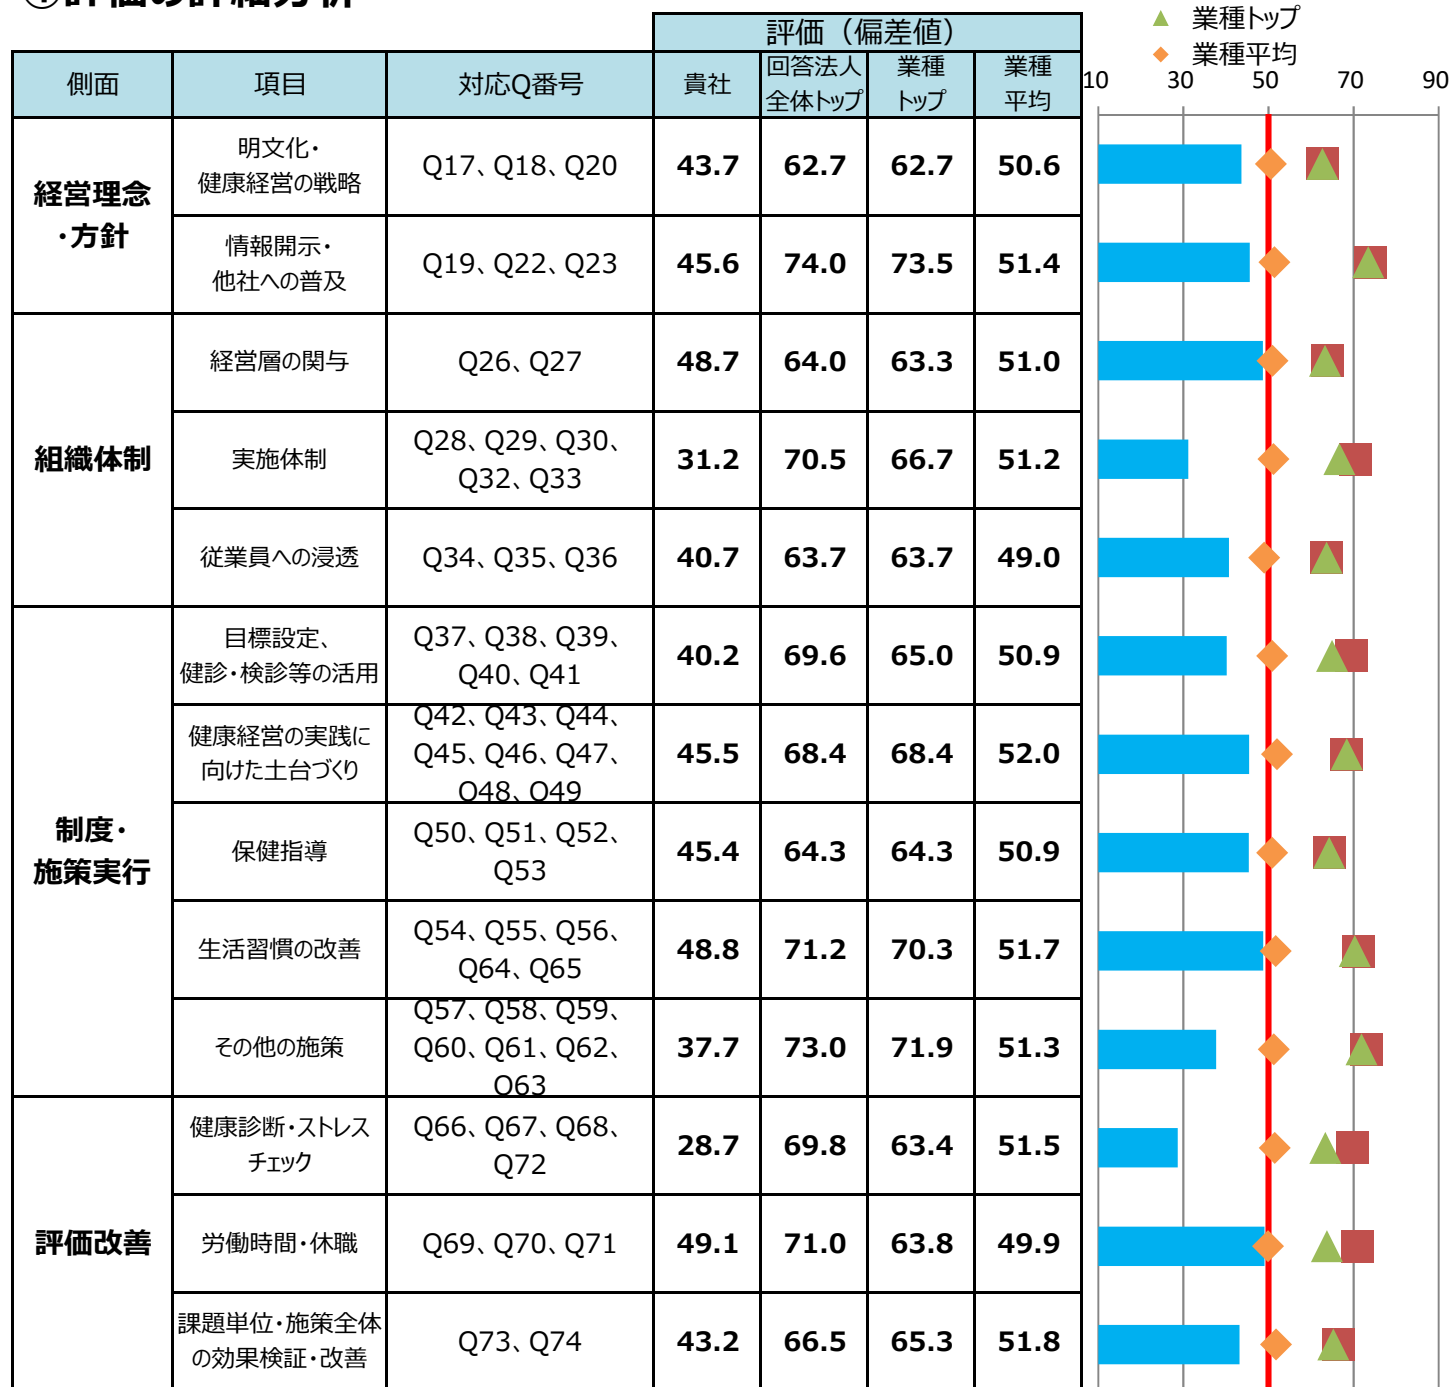 ①評価の詳細分析
業種トップ
業種平均
評価（偏差値）
側面 項目 対応Q番号 貴社 回答法人全体トップ 業種トップ 業種平均
10 30 50 70 90
経営理念・方針
明文化・健康経営の戦略 Q17、Q18、Q20 43.7 62.7 62.7 50.6
情報開示・他社への普及 Q19、Q22、Q23 45.6 74.0 73.5 51.4
組織体制
経営層の関与 Q26、Q27 48.7 64.0 63.3 51.0
実施体制 Q28、Q29、Q30、Q32、Q33 31.2 70.5 66.7 51.2
従業員への浸透 Q34、Q35、Q36 40.7 63.7 63.7 49.0
制度・施策実行
目標設定、健診・検診等の活用 Q37、Q38、Q39、Q40、Q41 40.2 69.6 65.0 50.9
健康経営の実践に向けた土台づくり Q42、Q43、Q44、Q45、Q46、Q47、Q48、Q49 45.5 68.4 68.4 52.0
保健指導 Q50、Q51、Q52、Q53 45.4 64.3 64.3 50.9
生活習慣の改善 Q54、Q55、Q56、Q64、Q65 48.8 71.2 70.3 51.7
その他の施策 Q57、Q58、Q59、Q60、Q61、Q62、Q63 37.7 73.0 71.9 51.3
評価改善
健康診断・ストレスチェック Q66、Q67、Q68、Q72 28.7 69.8 63.4 51.5
労働時間・休職 Q69、Q70、Q71 49.1 71.0 63.8 49.9
課題単位・施策全体の効果検証・改善 Q73、Q74 43.2 66.5 65.3 51.8